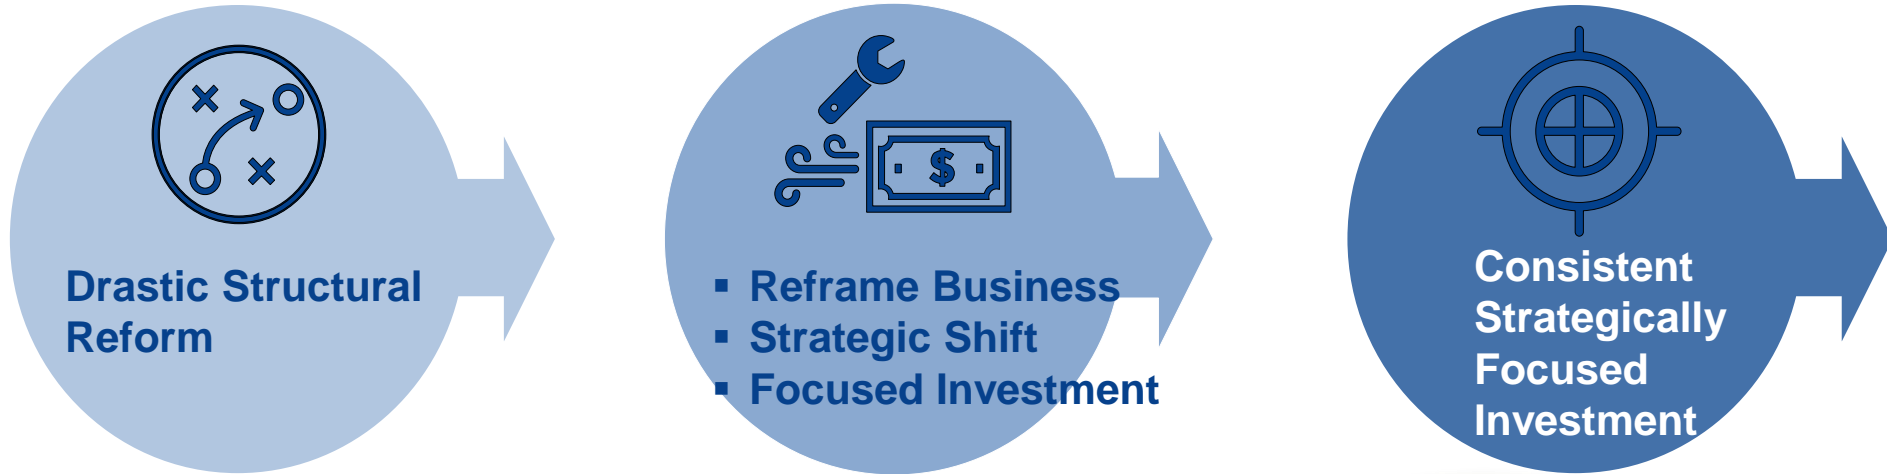 Drastic Structural
Reform
▪ Reframe Business
▪ Strategic Shift
▪ Focused Investment
Consistent
Strategically
Focused
Investment
$